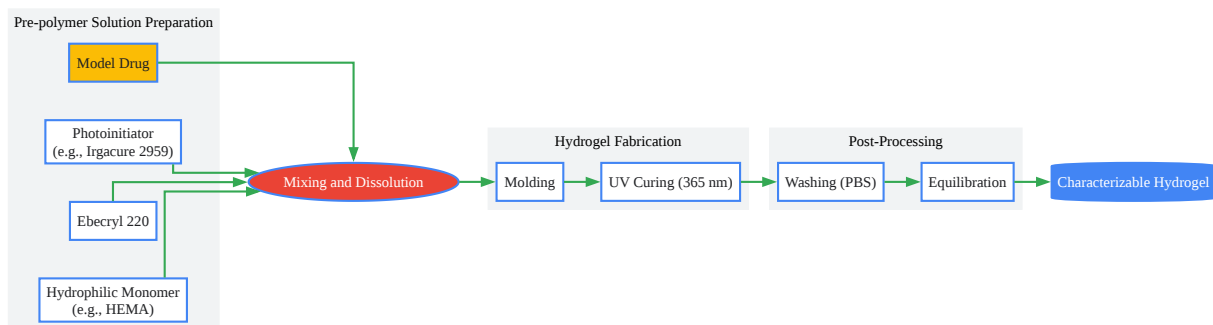 Pre-polymer Solution Preparation
Model Drug
Photoinitiator
(e.g., Irgacure 2959)
Ebecryl 220
Hydrophilic Monomer
(e.g., HEMA)
Mixing and Dissolution
Hydrogel Fabrication
Molding
UV Curing (365 nm)
Post-Processing
Washing (PBS)
Equilibration
Characterizable Hydrogel